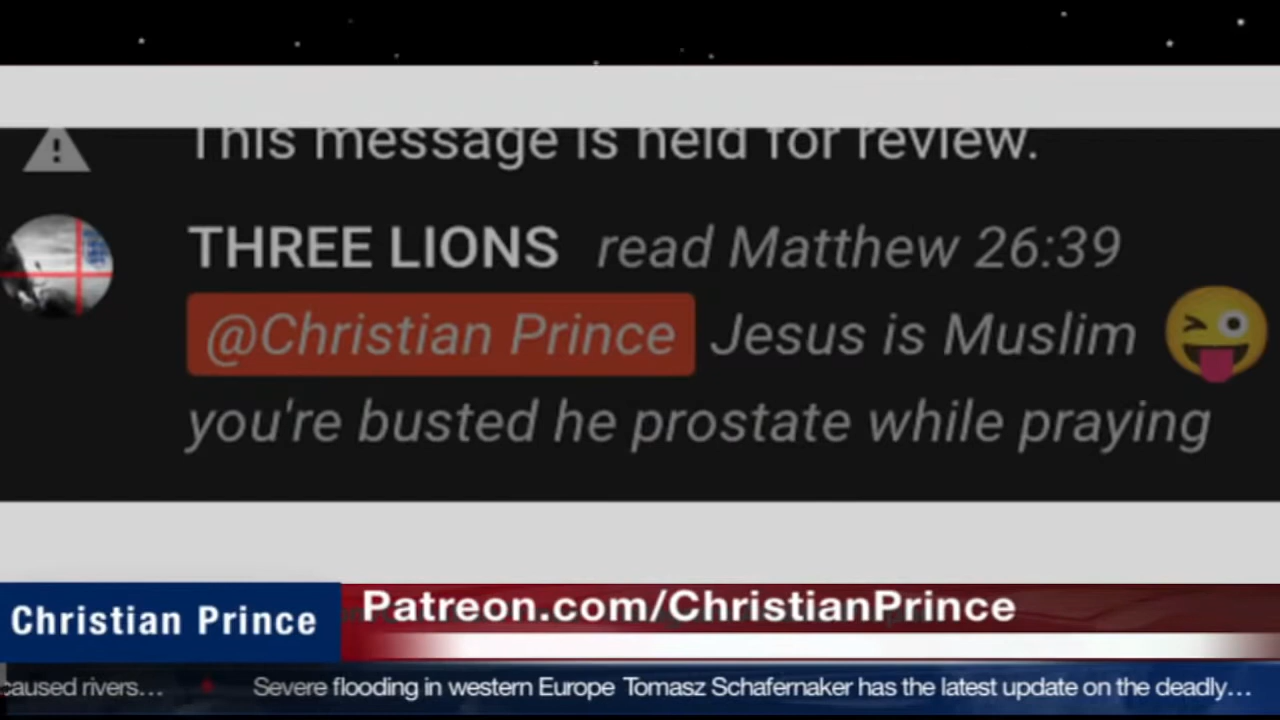 This message is held for review.
THREE LIONS read Matthew 26:39
@Christian Prince Jesus is Muslim 😜
you're busted he prostate while praying
Patreon.com/ChristianPrince
Christian Prince
caused rivers... Severe flooding in western Europe Tomasz Schafernaker has the latest update on the deadly...